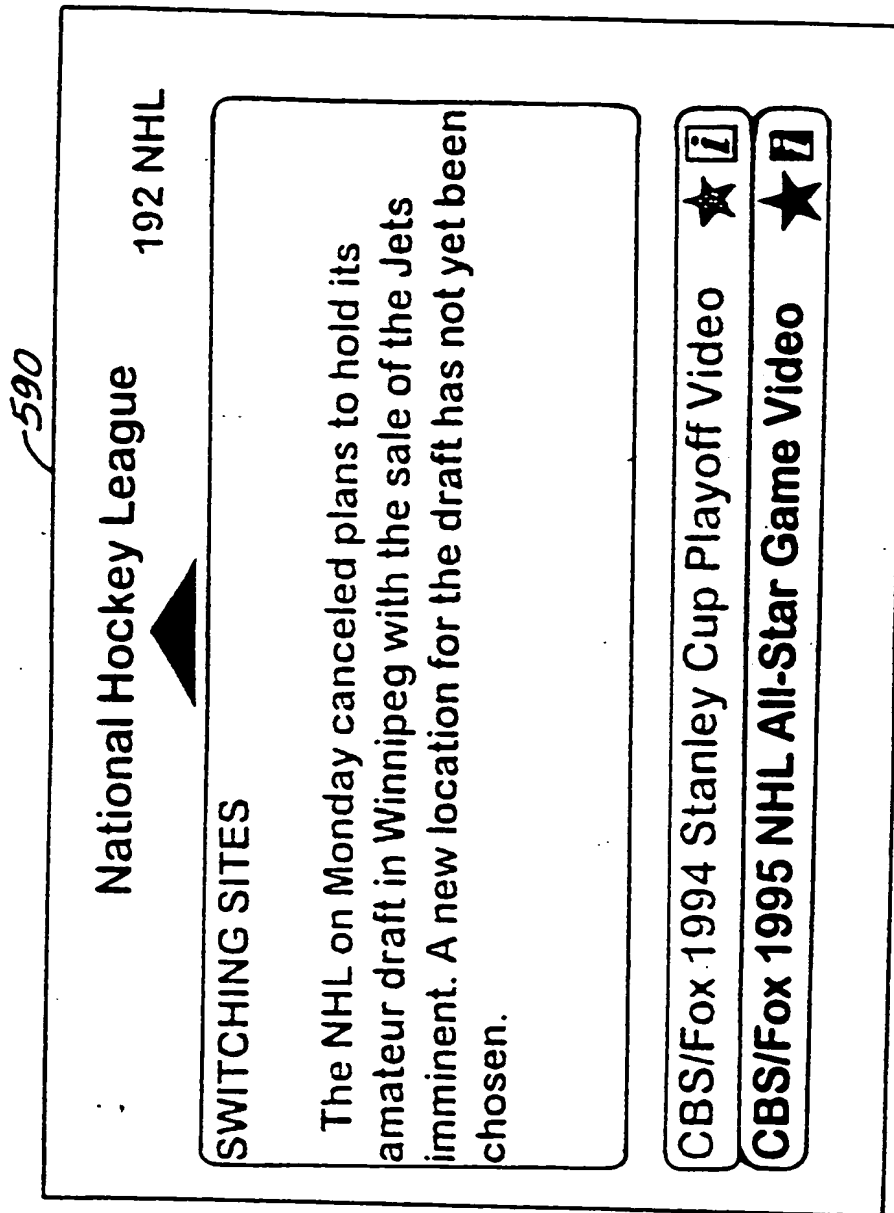 590
National Hockey League
192 NHL
SWITCHING SITES
The NHL on Monday canceled plans to hold its
amateur draft in Winnipeg with the sale of the Jets
imminent. A new location for the draft has not yet been
chosen.
CBS/Fox 1994 Stanley Cup Playoff Video i
CBS/Fox 1995 NHL All-Star Game Video i